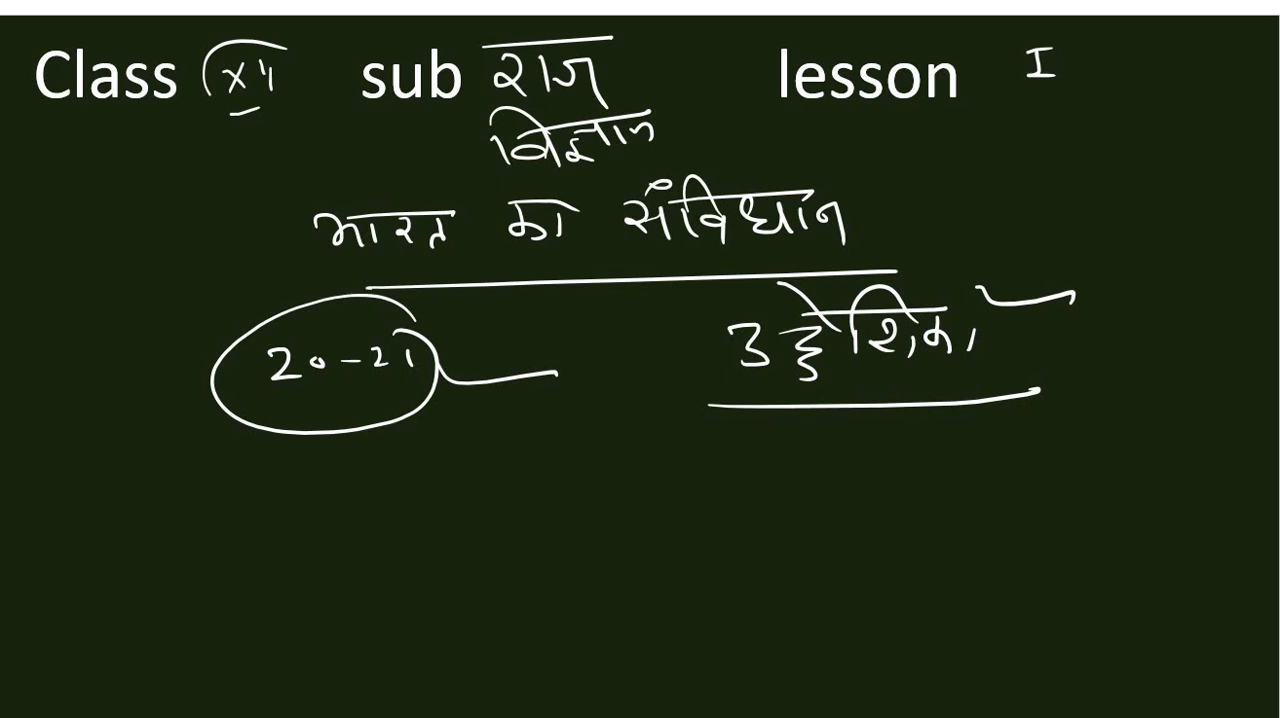 Class XI sub राज lesson I
विज्ञान
भारत का संविधान
20-21 उद्देशिका